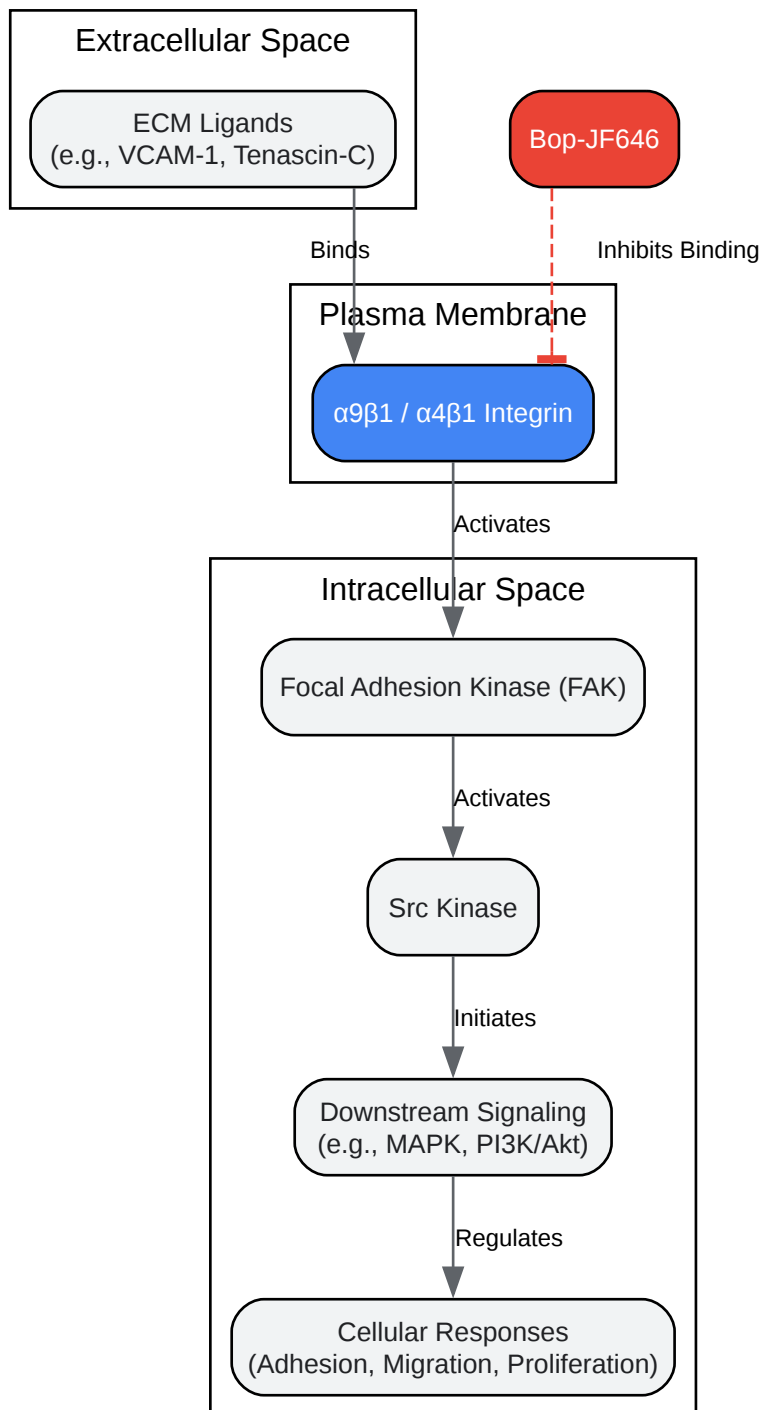 Extracellular Space
ECM Ligands
(e.g., VCAM-1, Tenascin-C)
Bop-JF646
Binds
Inhibits Binding
Plasma Membrane
α9β1 / α4β1 Integrin
Activates
Intracellular Space
Focal Adhesion Kinase (FAK)
Activates
Src Kinase
Initiates
Downstream Signaling
(e.g., MAPK, PI3K/Akt)
Regulates
Cellular Responses
(Adhesion, Migration, Proliferation)